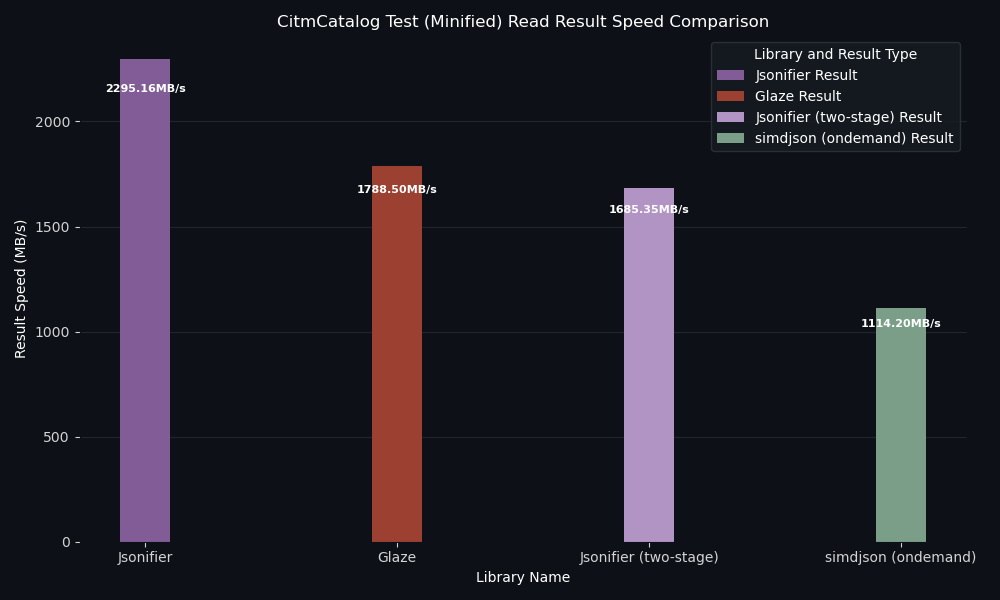 CitmCatalog Test (Minified) Read Result Speed Comparison
Library and Result Type
Jsonifier Result
Glaze Result
Jsonifier (two-stage) Result
simdjson (ondemand) Result
2295.16MB/s
1788.50MB/s
1685.35MB/s
1114.20MB/s
Result Speed (MB/s)
2000
1500
1000
500
0
Jsonifier
Glaze
Jsonifier (two-stage)
simdjson (ondemand)
Library Name